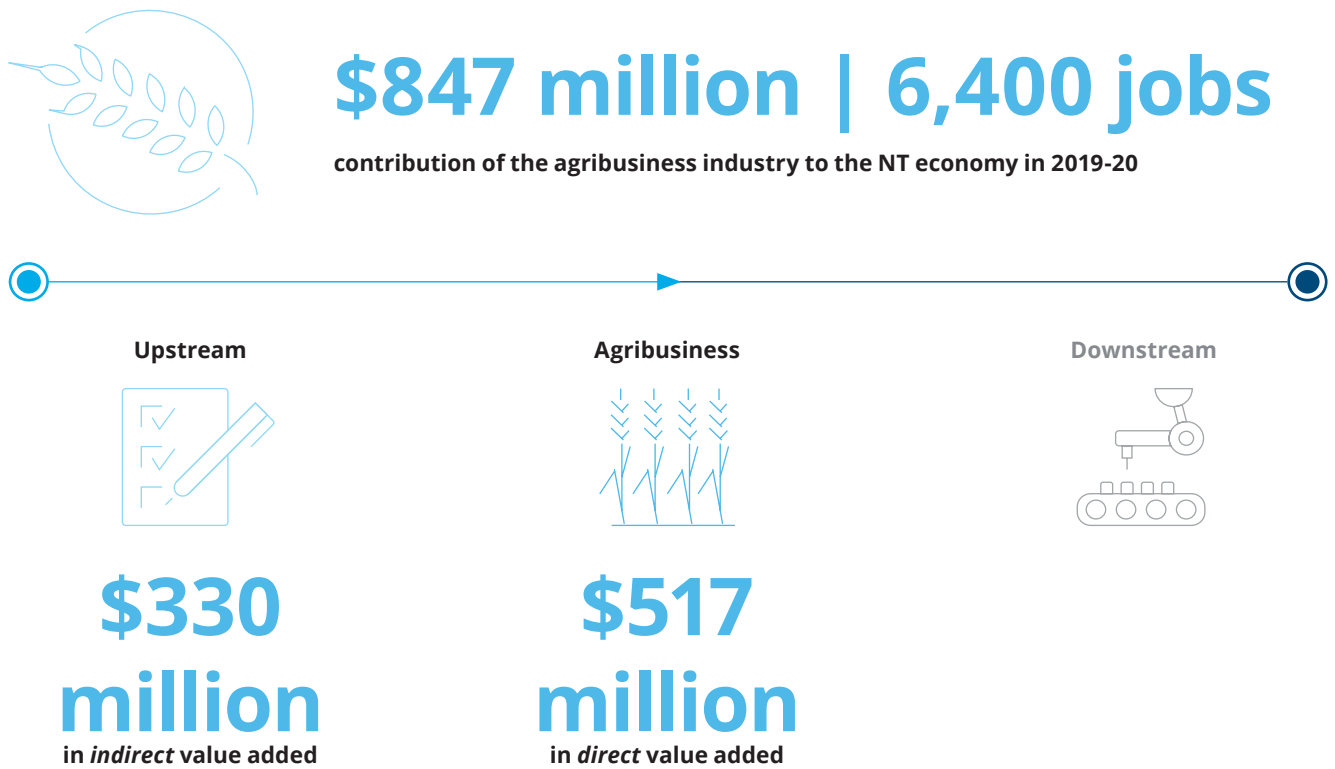 $847 million | 6,400 jobs
contribution of the agribusiness industry to the NT economy in 2019-20
Upstream
Agribusiness
Downstream
$330
million
in indirect value added
$517
million
in direct value added